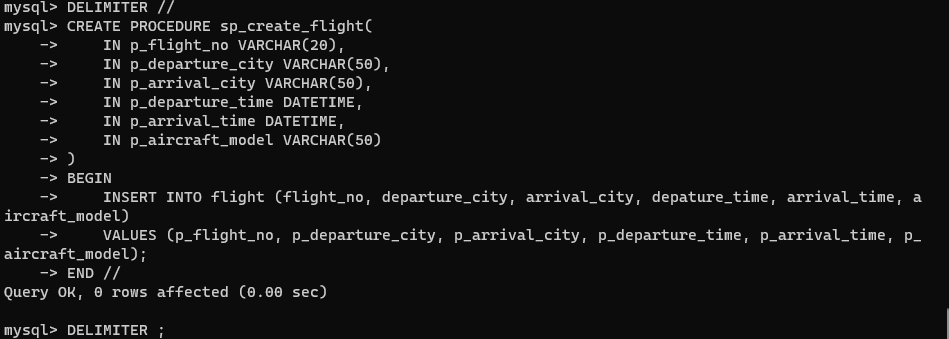 mysql> DELIMITER //
mysql> CREATE PROCEDURE sp_create_flight(
    ->     IN p_flight_no VARCHAR(20),
    ->     IN p_departure_city VARCHAR(50),
    ->     IN p_arrival_city VARCHAR(50),
    ->     IN p_departure_time DATETIME,
    ->     IN p_arrival_time DATETIME,
    ->     IN p_aircraft_model VARCHAR(50)
    -> )
    -> BEGIN
    ->     INSERT INTO flight (flight_no, departure_city, arrival_city, depature_time, arrival_time, a
ircraft_model)
    ->     VALUES (p_flight_no, p_departure_city, p_arrival_city, p_departure_time, p_arrival_time, p_
aircraft_model);
    -> END //
Query OK, 0 rows affected (0.00 sec)

mysql> DELIMITER ;